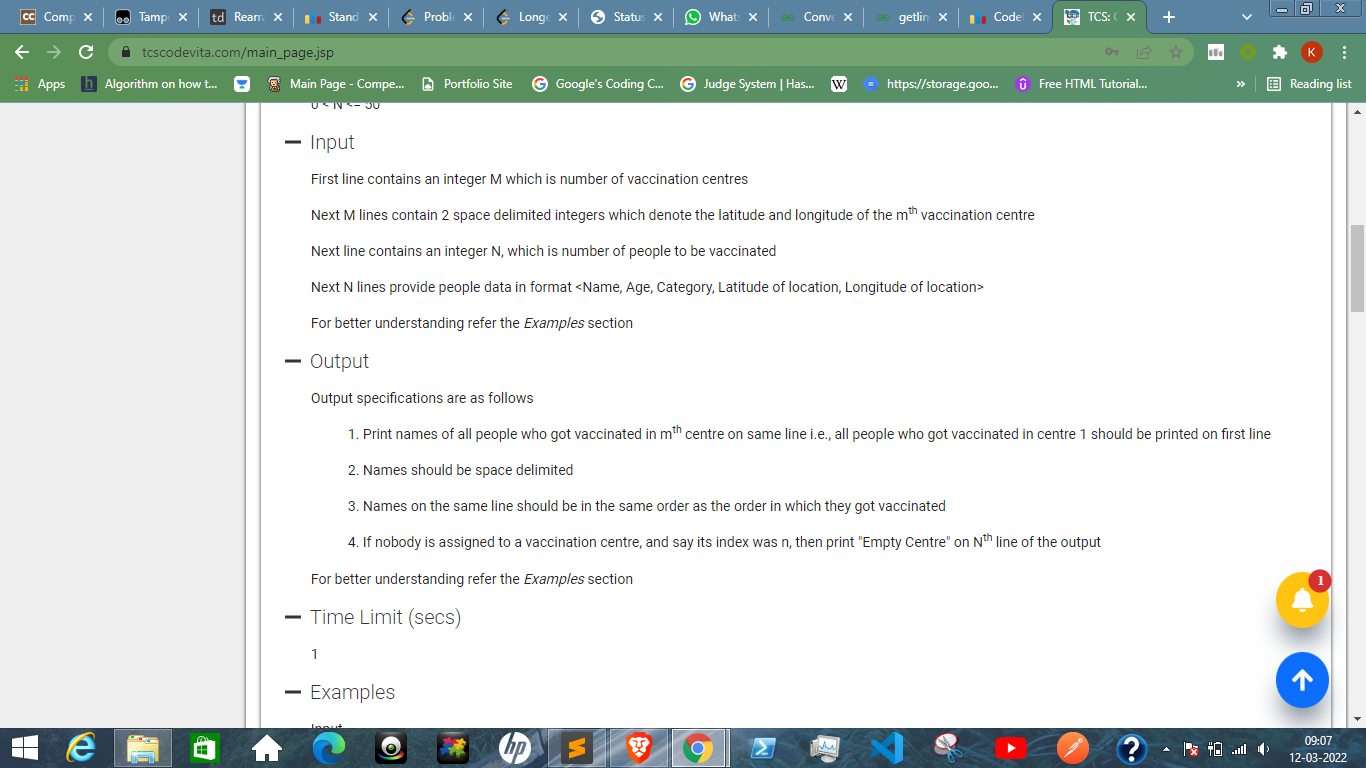 Comp
Tamp
Rearra
Stand
Proble
Longe
Status
Whats
Conve
getlin
Code
TCS: C
tcscodevita.com/main_page.jsp
K
Apps
Algorithm on how t...
Main Page - Compe...
Portfolio Site
Google's Coding C...
Judge System | Has...
https://storage.goo...
Free HTML Tutorial...
»
Reading list
0 < N <= 50
Input
First line contains an integer M which is number of vaccination centres
Next M lines contain 2 space delimited integers which denote the latitude and longitude of the mth vaccination centre
Next line contains an integer N, which is number of people to be vaccinated
Next N lines provide people data in format <Name, Age, Category, Latitude of location, Longitude of location>
For better understanding refer the Examples section
Output
Output specifications are as follows
1. Print names of all people who got vaccinated in mth centre on same line i.e., all people who got vaccinated in centre 1 should be printed on first line
2. Names should be space delimited
3. Names on the same line should be in the same order as the order in which they got vaccinated
4. If nobody is assigned to a vaccination centre, and say its index was n, then print "Empty Centre" on Nth line of the output
For better understanding refer the Examples section
1
Time Limit (secs)
1
Examples
Input
09:07
12-03-2022